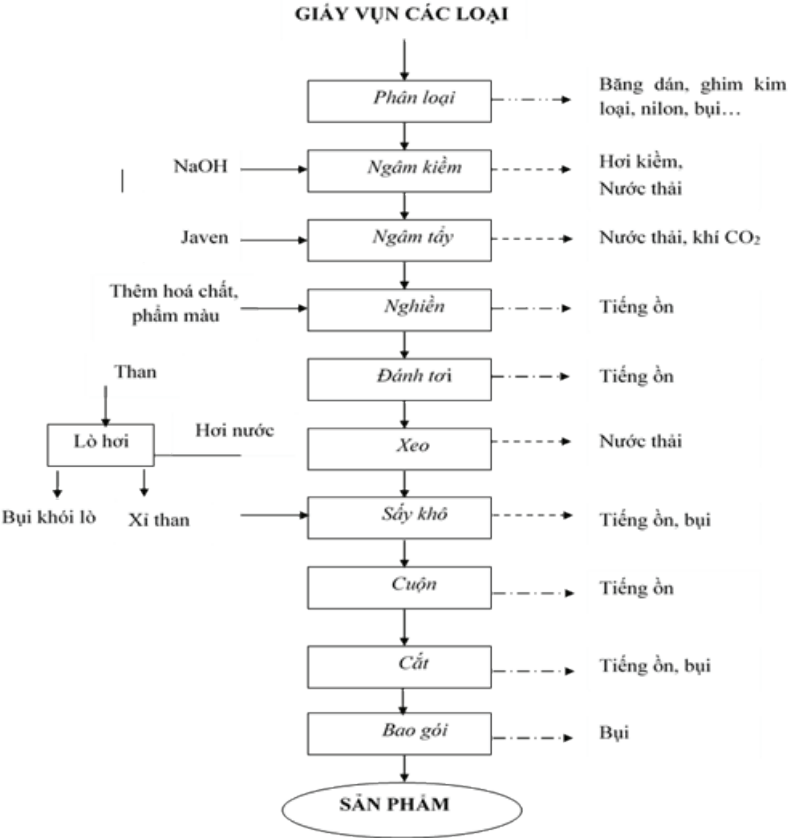 GIẤY VỤN CÁC LOẠI
Phân loại
Băng dán, ghim kim
loại, nilon, bụi…
NaOH
Ngâm kiềm
Hơi kiềm,
Nước thải
Javen
Ngâm tẩy
Nước thải, khí CO₂
Thêm hoá chất,
phẩm màu
Nghiền
Tiếng ồn
Than
Đánh tơi
Tiếng ồn
Lò hơi
Hơi nước
Xeo
Nước thải
Bụi khói lò
Xỉ than
Sấy khô
Tiếng ồn, bụi
Cuộn
Tiếng ồn
Cắt
Tiếng ồn, bụi
Bao gói
Bụi
SẢN PHẨM